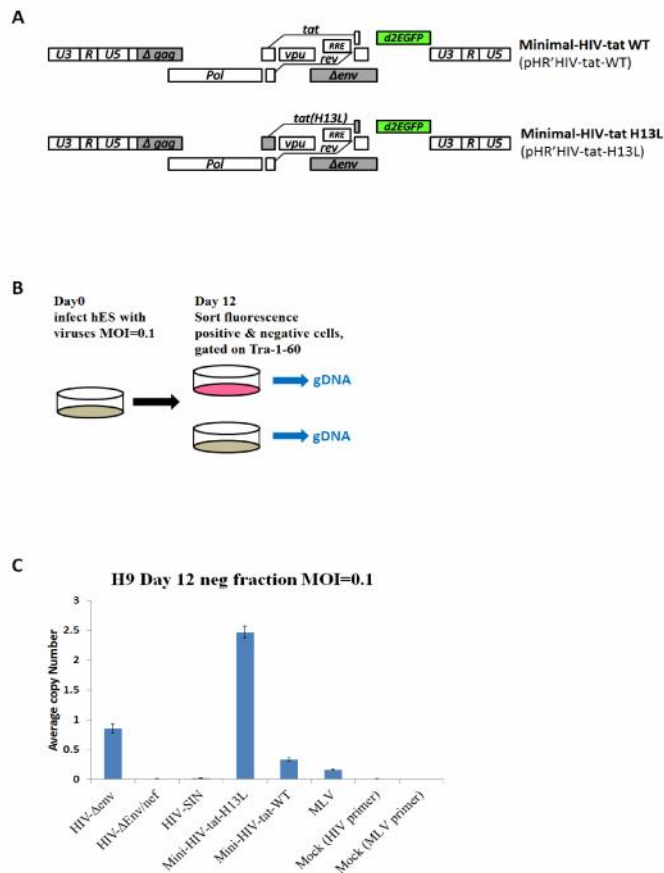 A
tat
d2EGFP
U3 R U5 Δ gag
vpu
RRE
rev
Pol
Δenv
U3 R U5
Minimal-HIV-tat WT
(pHR'HIV-tat-WT)
tat(H13L)
d2EGFP
U3 R U5 Δ gag
vpu
RRE
rev
Pol
Δenv
U3 R U5
Minimal-HIV-tat H13L
(pHR'HIV-tat-H13L)
B
Day0
infect hES with
viruses MOI=0.1
Day 12
Sort fluorescence
positive & negative cells,
gated on Tra-1-60
gDNA
gDNA
C
H9 Day 12 neg fraction MOI=0.1
Average copy Number
3
2.5
2
1.5
1
0.5
0
HIV-Δenv
HIV-ΔEnv/nef
HIV-SIN
Mini-HIV-tat-H13L
Mini-HIV-tat-WT
MLV
Mock (HIV primer)
Mock (MLV primer)